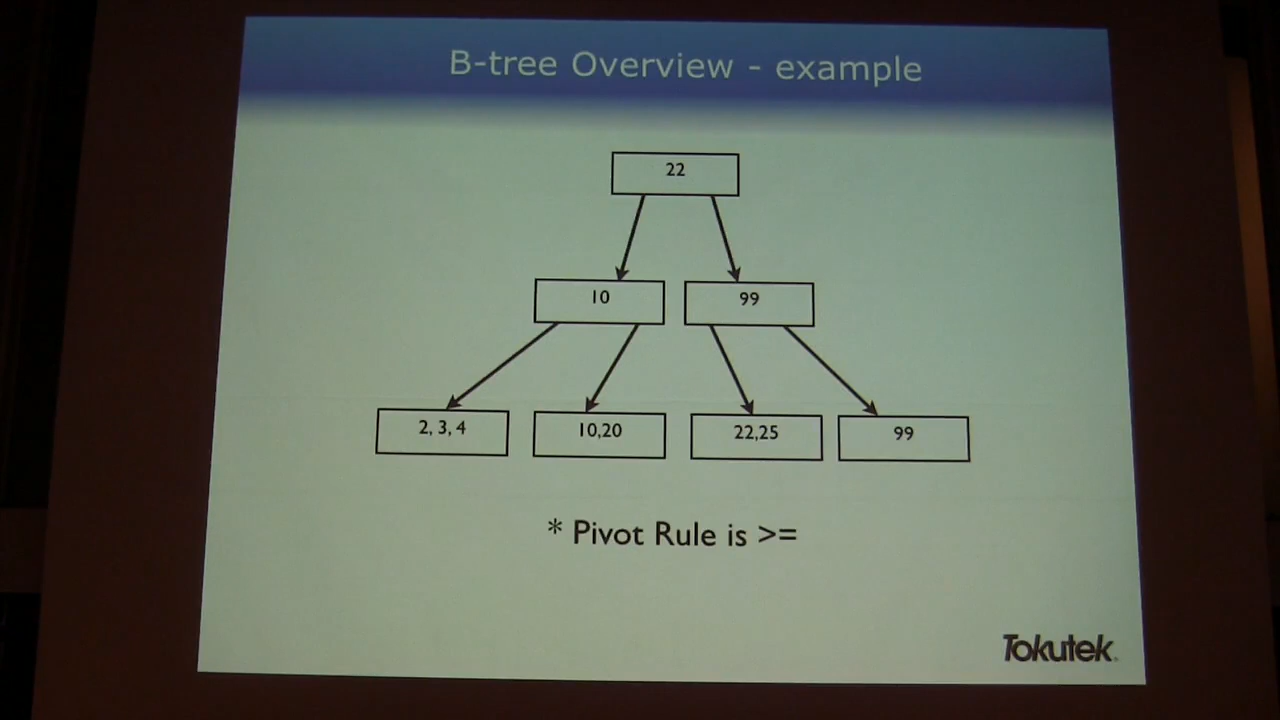 B-tree Overview - example
22
10
99
2, 3, 4
10,20
22,25
99
* Pivot Rule is >=
Tokutek